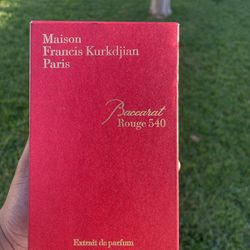 Maison
Francis Kurkdjian
Paris
Baccarat
Rouge 540
Extrait de parfum